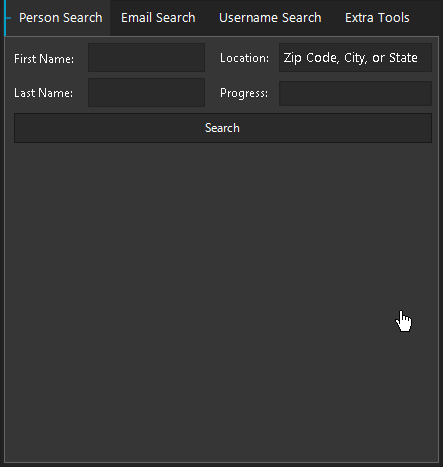 Person Search Email Search Username Search Extra Tools
First Name: Location: Zip Code, City, or State
Last Name: Progress:
Search